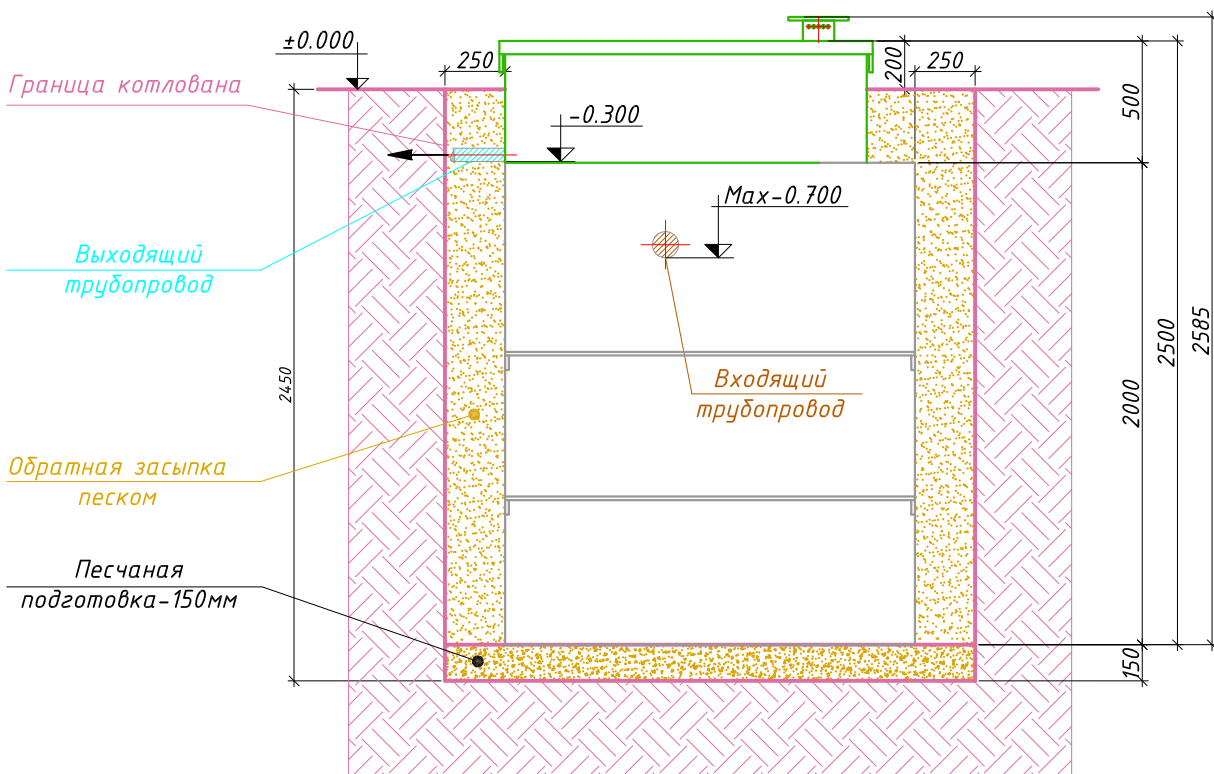 ±0.000
250
200
250
Граница котлована
500
-0.300
Max-0.700
Выходящий
трубопровод
2585
2500
2450
2000
Входящий
трубопровод
Обратная засыпка
песком
Песчаная
подготовка-150мм
150